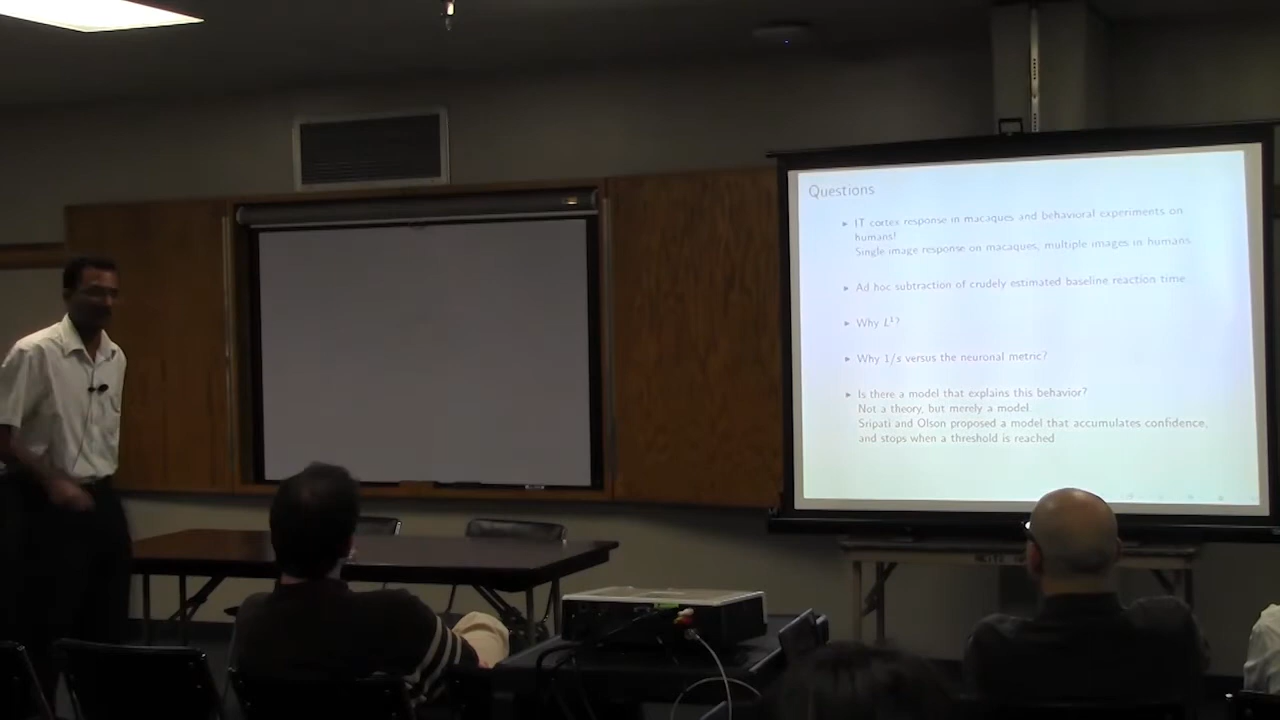 Questions
▸ IT cortex response in macaques and behavioral experiments on
humans!
Single image response on macaques, multiple images in humans
▸ Ad hoc subtraction of crudely estimated baseline reaction time
▸ Why L¹?
▸ Why 1/s versus the neuronal metric?
▸ Is there a model that explains this behavior?
Not a theory, but merely a model.
Sripati and Olson proposed a model that accumulates confidence,
and stops when a threshold is reached